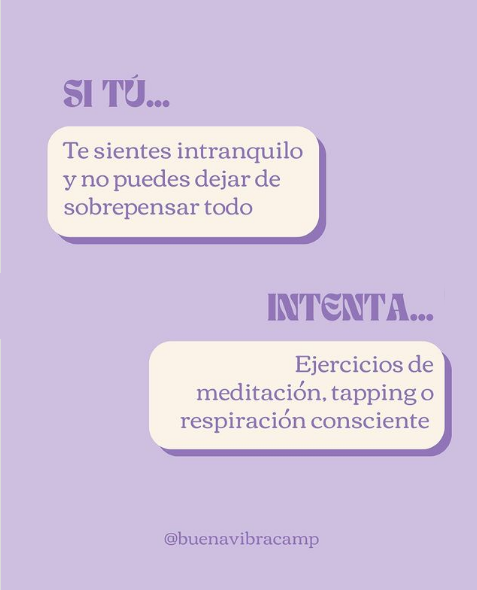 SI TÚ...
Te sientes intranquilo
y no puedes dejar de
sobrepensar todo
INTENTA...
Ejercicios de
meditación, tapping o
respiración consciente
@buenavibracamp